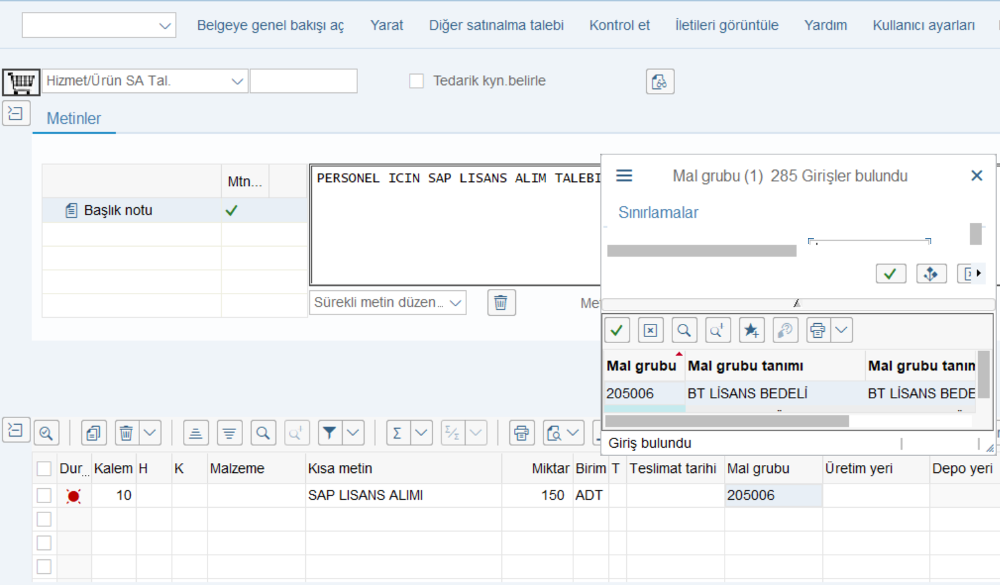 Belgeye genel bakışı aç Yarat Diğer satınalma talebi Kontrol et İletileri görüntüle Yardım Kullanıcı ayarları
Hizmet/Ürün SA Tal. Tedarik kyn.belirle
Metinler
Mtn...
Başlık notu
PERSONEL ICIN SAP LISANS ALIM TALEBI
Sürekli metin düzen...
Met
Mal grubu (1) 285 Girişler bulundu
Sınırlamalar
Mal grubu Mal grubu tanımı Mal grubu tanım
205006 BT LİSANS BEDELİ BT LİSANS BEDE
Giriş bulundu
Dur... Kalem H K Malzeme Kısa metin Miktar Birim T Teslimat tarihi Mal grubu Üretim yeri Depo yeri
10 SAP LISANS ALIMI 150 ADT 205006